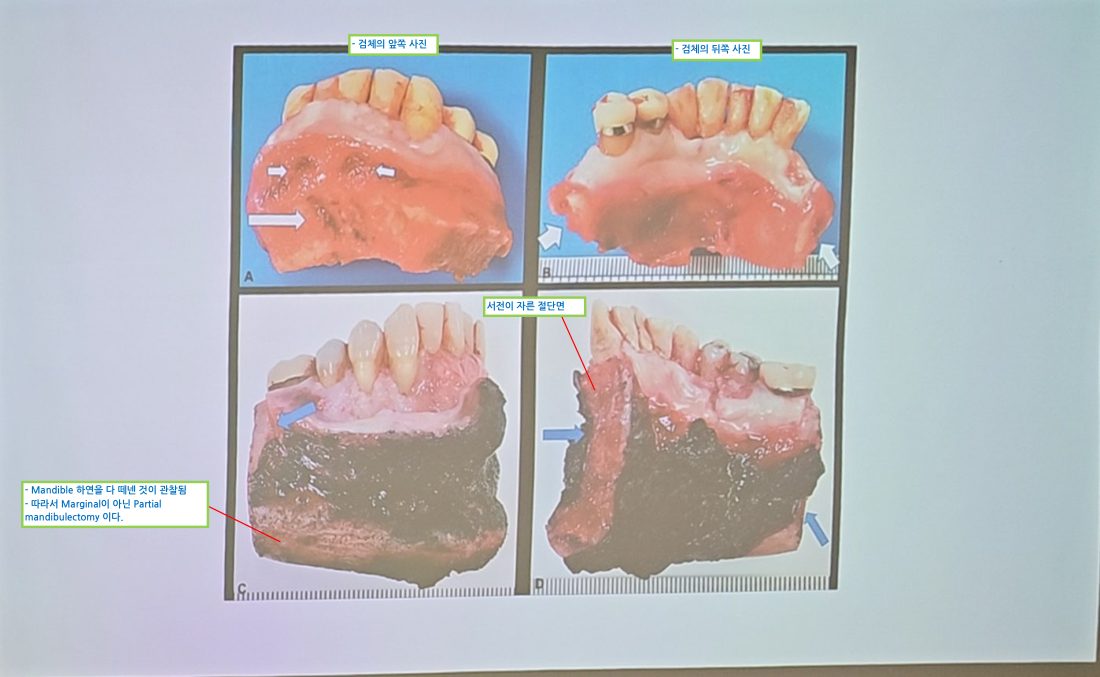 - 검체의 앞쪽 사진
- 검체의 뒤쪽 사진
A
B
서전이 자른 절단면
- Mandible 하연을 다 떼넨 것이 관찰됨
- 따라서 Marginal이 아닌 Partial
mandibulectomy 이다.
C
D